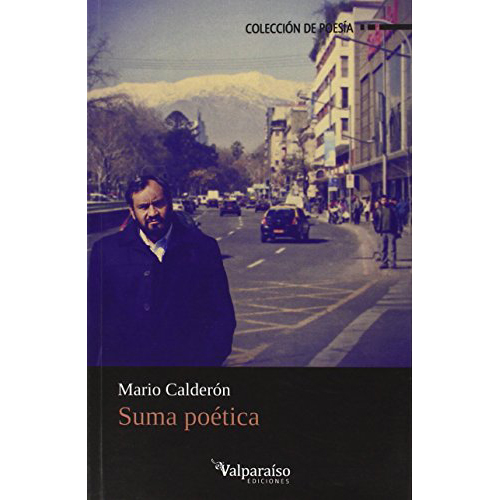 COLECCIÓN DE POESÍA
Mario Calderón
Suma poética
Valparaíso
EDICIONES